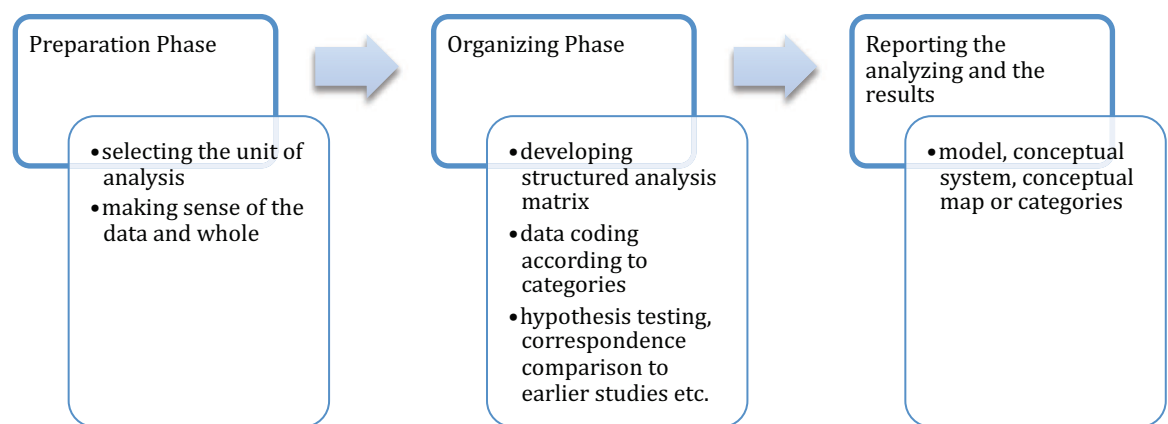 Preparation Phase
•selecting the unit of
analysis
•making sense of the
data and whole
Organizing Phase
•developing
structured analysis
matrix
•data coding
according to
categories
•hypothesis testing,
correspondence
comparison to
earlier studies etc.
Reporting the
analyzing and the
results
•model, conceptual
system, conceptual
map or categories